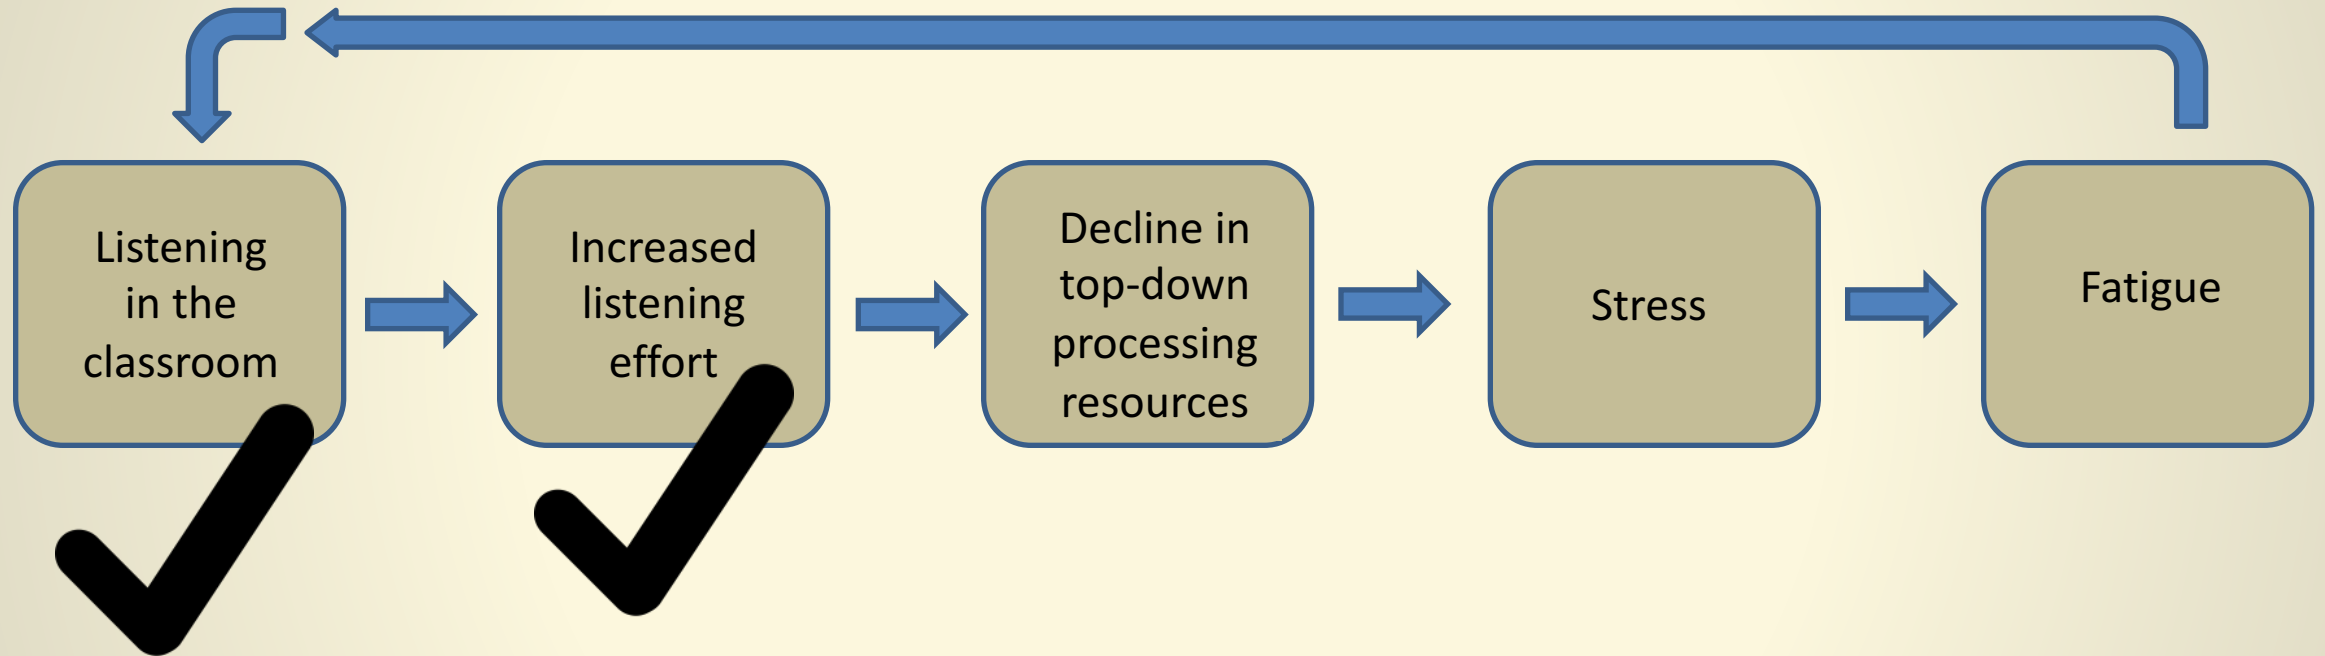 Listening
in the
classroom
Increased
listening
effort
Decline in
top-down
processing
resources
Stress
Fatigue